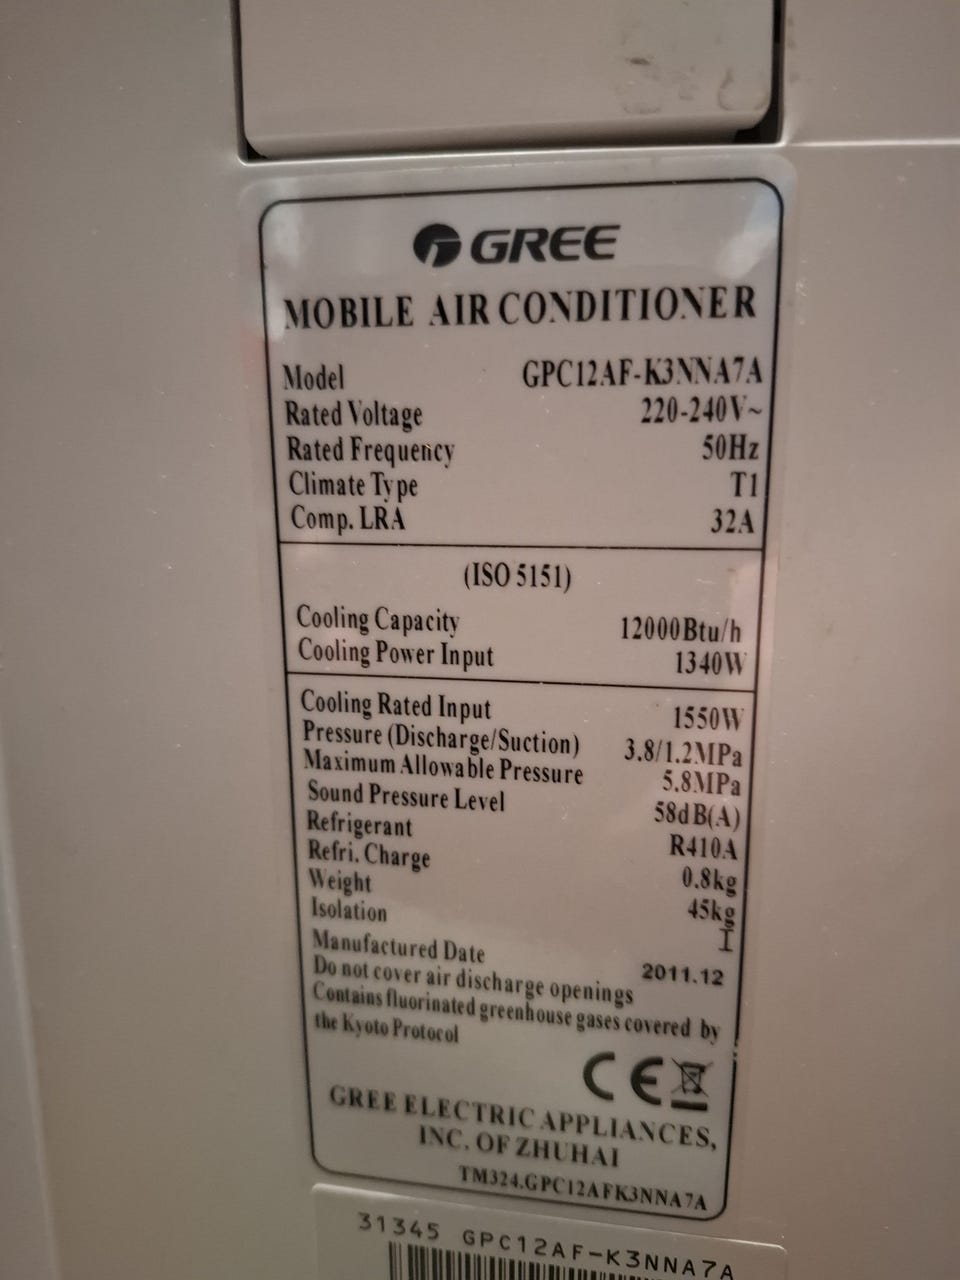 GREE
MOBILE AIR CONDITIONER
Model GPC12AF-K3NNA7A
Rated Voltage 220-240V~
Rated Frequency 50Hz
Climate Type T1
Comp. LRA 32A
(ISO 5151)
Cooling Capacity 12000Btu/h
Cooling Power Input 1340W
Cooling Rated Input 1550W
Pressure (Discharge/Suction) 3.8/1.2MPa
Maximum Allowable Pressure 5.8MPa
Sound Pressure Level 58dB(A)
Refrigerant R410A
Refri. Charge 0.8kg
Weight 45kg
Isolation I
Manufactured Date 2011.12
Do not cover air discharge openings
Contains fluorinated greenhouse gases covered by
the Kyoto Protocol
CE
GREE ELECTRIC APPLIANCES,
INC. OF ZHUHAI
TM324.GPC12AFK3NNA7A
31345 GPC12AF-K3NNA7A